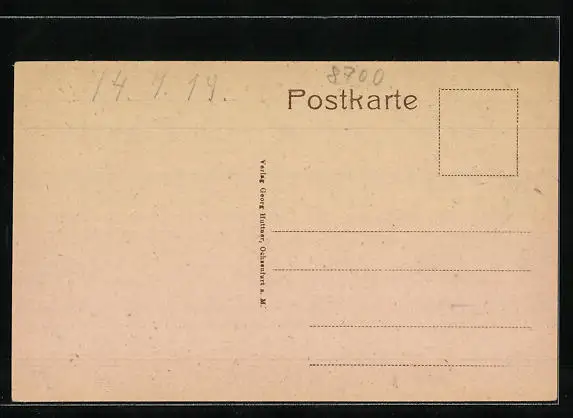 14. 4. 19.
8700
Postkarte
Verlag Georg Huttner, Ochsenfurt a. M.